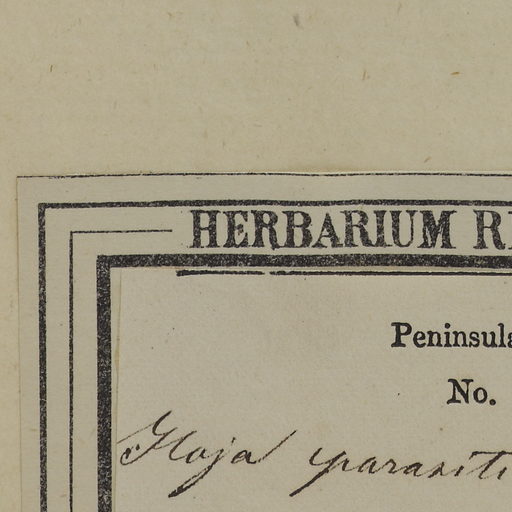 HERBARIUM R
Peninsula
No.
Hoja parasiti